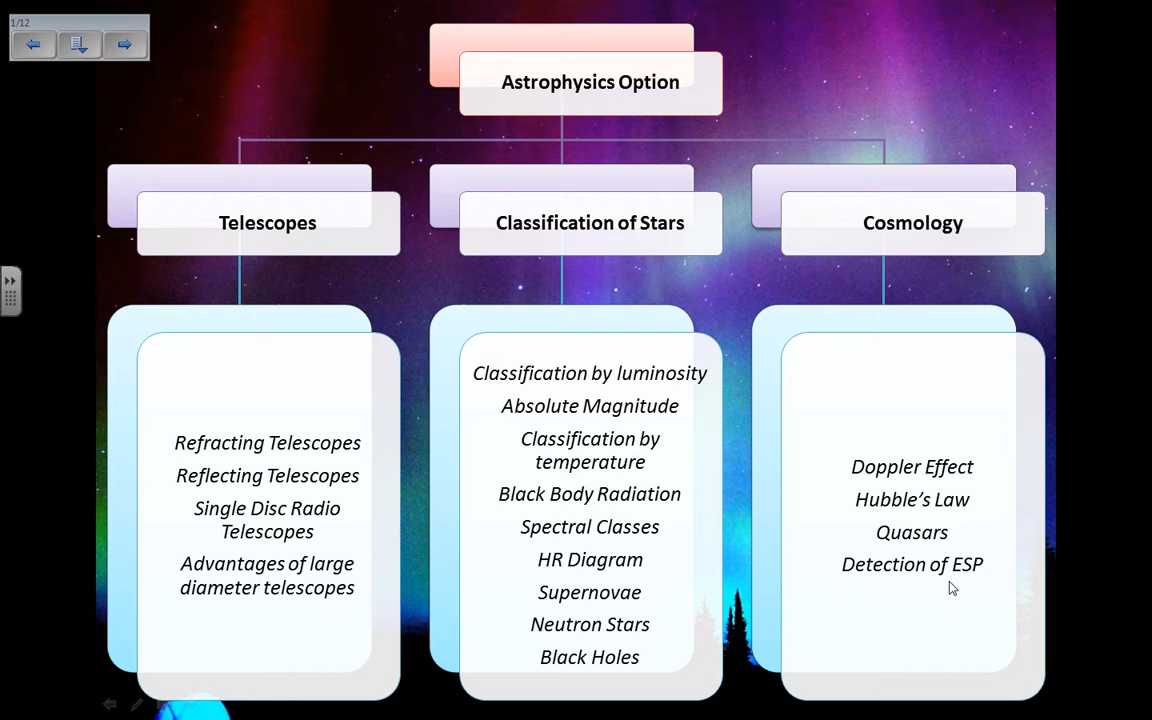 1/12
Astrophysics Option
Telescopes
Classification of Stars
Cosmology
Refracting Telescopes
Reflecting Telescopes
Single Disc Radio
Telescopes
Advantages of large
diameter telescopes
Classification by luminosity
Absolute Magnitude
Classification by
temperature
Black Body Radiation
Spectral Classes
HR Diagram
Supernovae
Neutron Stars
Black Holes
Doppler Effect
Hubble’s Law
Quasars
Detection of ESP